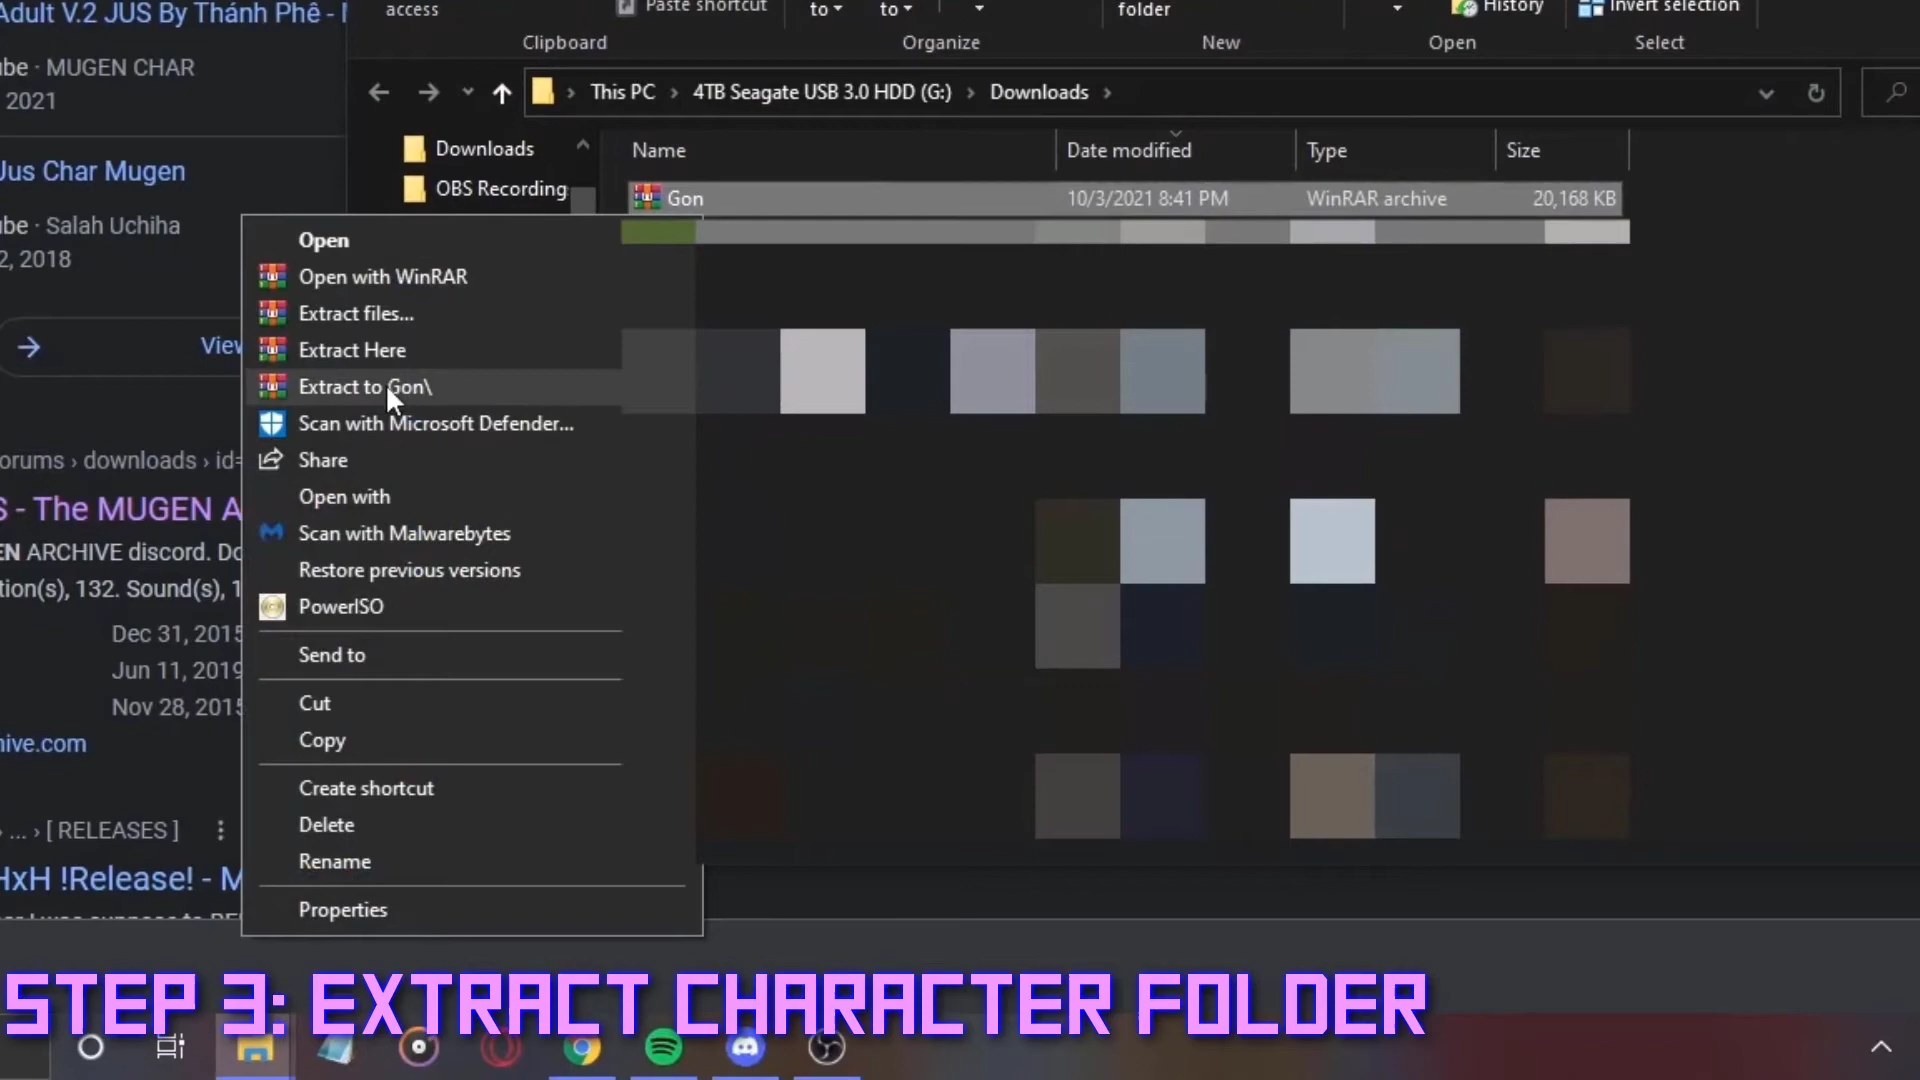 Adult V.2 JUS By Thánh Phê -
access
Paste shortcut
to
to
folder
History
Invert selection
Clipboard
Organize
New
Open
Select
MUGEN CHAR
2021
This PC > 4TB Seagate USB 3.0 HDD (G:) > Downloads >
Downloads
OBS Recording
Name
Date modified
Type
Size
Jus Char Mugen
Gon
10/3/2021 8:41 PM
WinRAR archive
20,168 KB
Salah Uchiha
2, 2018
View
orums › downloads › id=
S - The MUGEN A
EN ARCHIVE discord. Do
tion(s), 132. Sound(s), 1
Dec 31, 2015
Jun 11, 2019
Nov 28, 2015
hive.com
› ... › [ RELEASES ]
HxH !Release! - M
Open
Open with WinRAR
Extract files...
Extract Here
Extract to Gon\
Scan with Microsoft Defender...
Share
Open with
Scan with Malwarebytes
Restore previous versions
PowerISO
Send to
Cut
Copy
Create shortcut
Delete
Rename
Properties
STEP 3: EXTRACT CHARACTER FOLDER